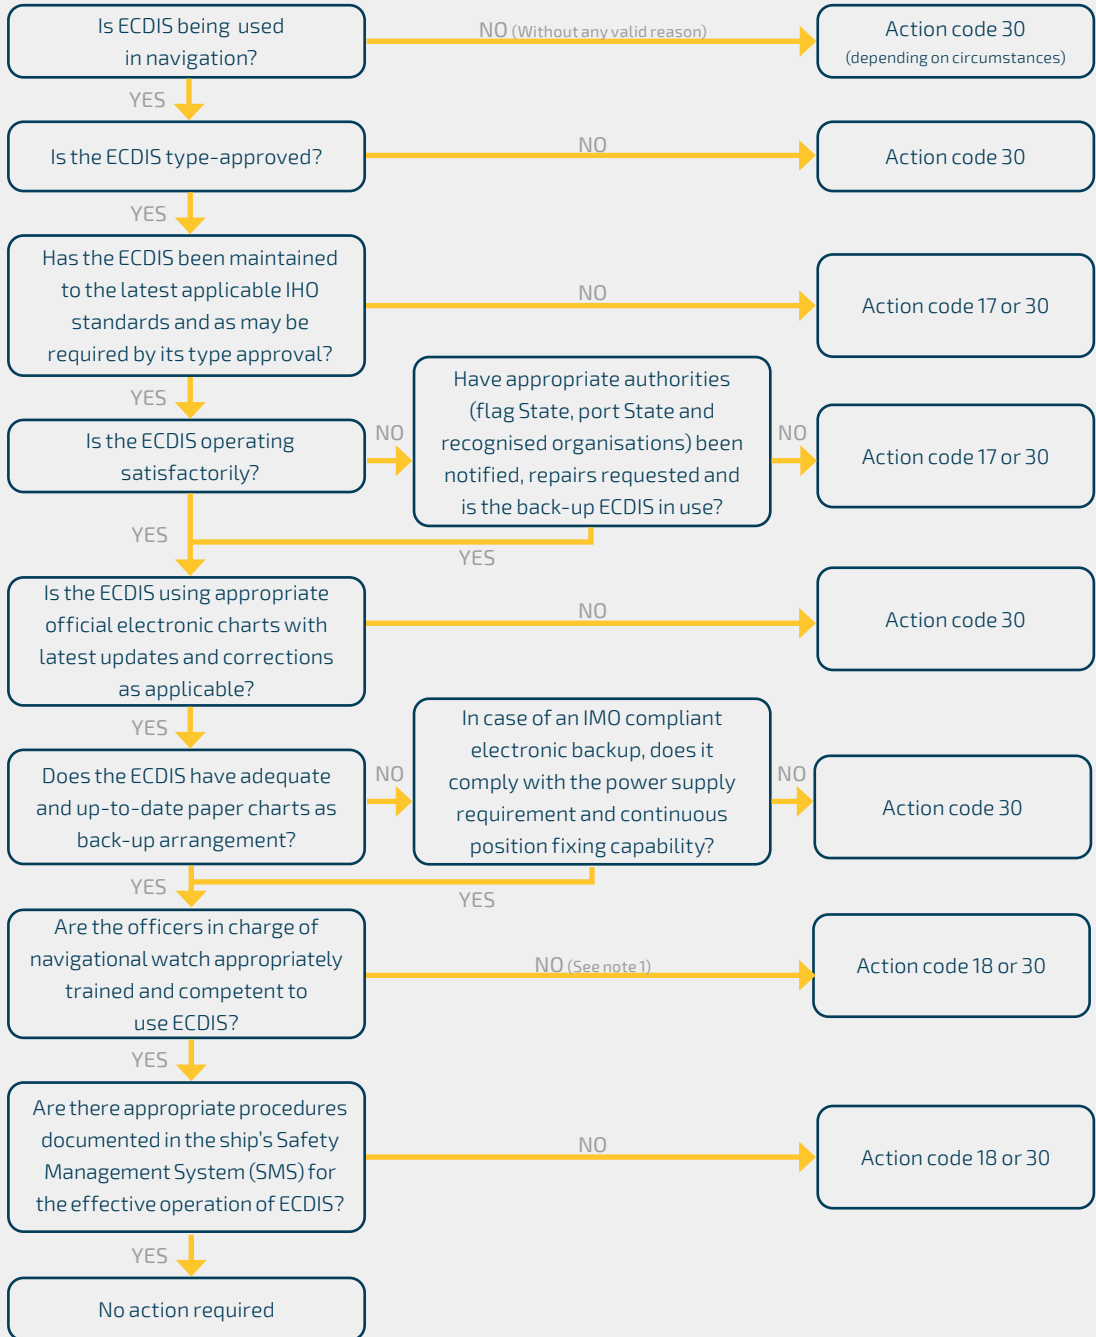 Is ECDIS being used
in navigation?
NO (Without any valid reason)
Action code 30
(depending on circumstances)
YES
Is the ECDIS type-approved?
NO
Action code 30
YES
Has the ECDIS been maintained
to the latest applicable IHO
standards and as may be
required by its type approval?
NO
Action code 17 or 30
YES
Is the ECDIS operating
satisfactorily?
NO
Have appropriate authorities
(flag State, port State and
recognised organisations) been
notified, repairs requested and
is the back-up ECDIS in use?
NO
Action code 17 or 30
YES
YES
Is the ECDIS using appropriate
official electronic charts with
latest updates and corrections
as applicable?
NO
Action code 30
YES
Does the ECDIS have adequate
and up-to-date paper charts as
back-up arrangement?
NO
In case of an IMO compliant
electronic backup, does it
comply with the power supply
requirement and continuous
position fixing capability?
NO
Action code 30
YES
YES
Are the officers in charge of
navigational watch appropriately
trained and competent to
use ECDIS?
NO (See note 1)
Action code 18 or 30
YES
Are there appropriate procedures
documented in the ship's Safety
Management System (SMS) for
the effective operation of ECDIS?
NO
Action code 18 or 30
YES
No action required